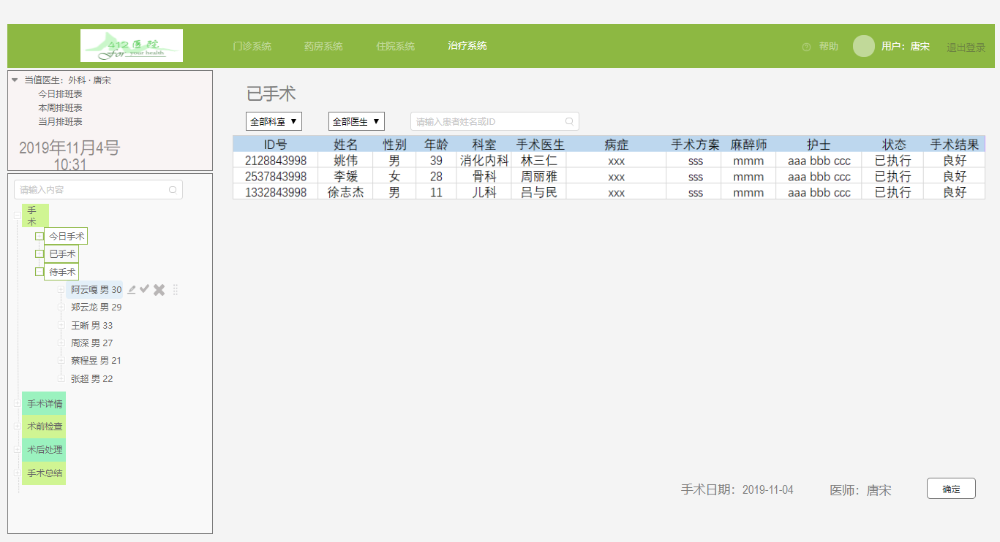 412 医院
For your health
门诊系统 药房系统 住院系统 治疗系统 帮助 用户：唐宋 退出登录
当值医生：外科 · 唐宋
今日排班表
本周排班表
当月排班表
2019年11月4号
10:31
请输入内容
手
术
今日手术
已手术
待手术
阿云嘎 男 30
郑云龙 男 29
王晰 男 33
周深 男 27
蔡程昱 男 21
张超 男 22
手术详情
术前检查
术后处理
手术总结
已手术
全部科室 ▼ 全部医生 ▼ 请输入患者姓名或ID
ID号 姓名 性别 年龄 科室 手术医生 病症 手术方案 麻醉师 护士 状态 手术结果
2128843998 姚伟 男 39 消化内科 林三仁 xxx sss mmm aaa bbb ccc 已执行 良好
2537843998 李媛 女 28 骨科 周丽雅 xxx sss mmm aaa bbb ccc 已执行 良好
1332843998 徐志杰 男 11 儿科 吕与民 xxx sss mmm aaa bbb ccc 已执行 良好
手术日期：2019-11-04 医师：唐宋 确定